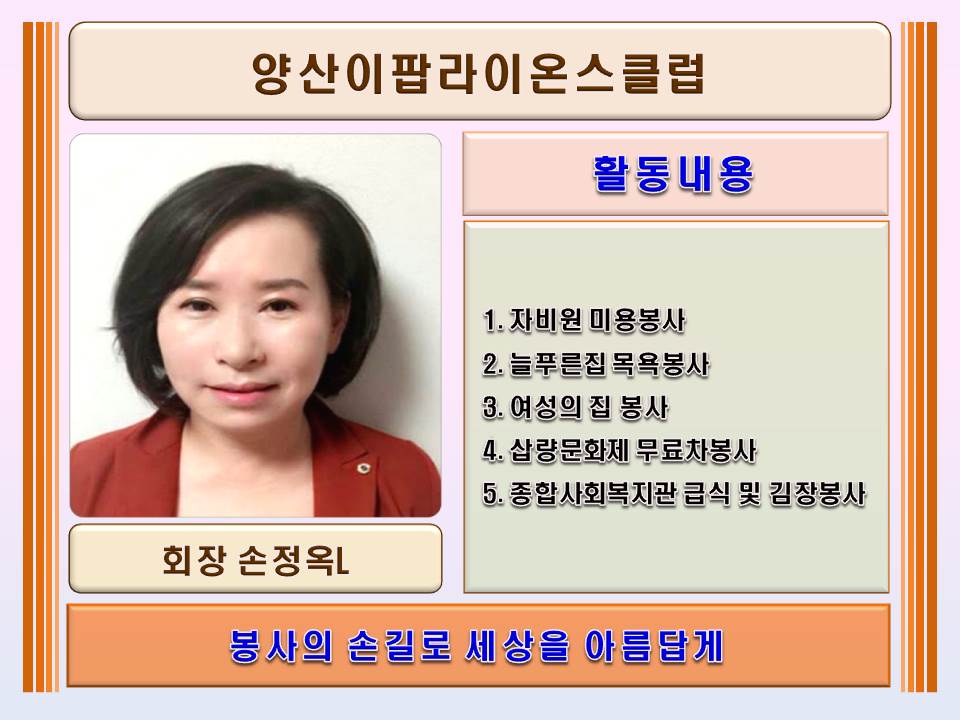 양산이팝라이온스클럽
활동내용
1. 자비원 미용봉사
2. 늘푸른집 목욕봉사
3. 여성의 집 봉사
4. 삽량문화제 무료차봉사
5. 종합사회복지관 급식 및 김장봉사
회장 손정옥L
봉사의 손길로 세상을 아름답게